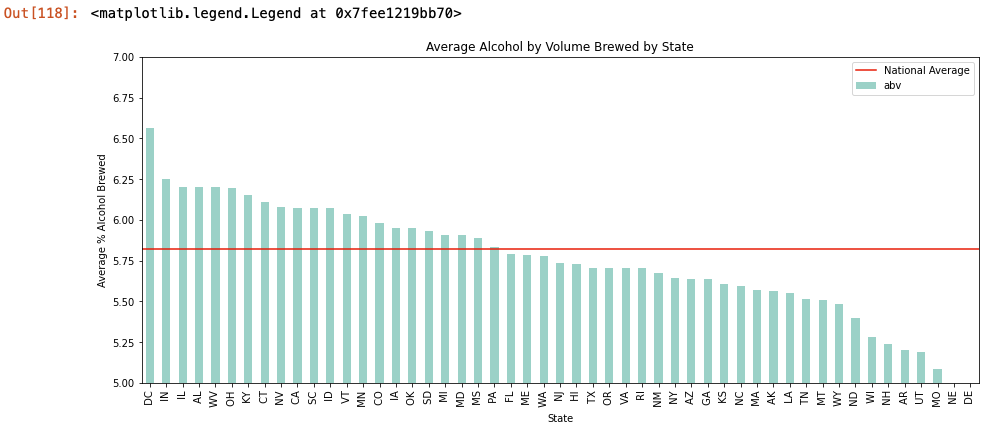 Out[118]: <matplotlib.legend.Legend at 0x7fee1219bb70>
Average Alcohol by Volume Brewed by State
7.00
6.75
6.50
6.25
6.00
5.75
5.50
5.25
5.00
Average % Alcohol Brewed
National Average
abv
DC IN IL AL WV OH KY CT NV CA SC ID VT MN CO IA OK SD MI MD MS PA FL ME WA NJ HI TX OR VA RI NM NY AZ GA KS NC MA AK LA TN MT WY ND WI NH AR UT MO NE DE
State